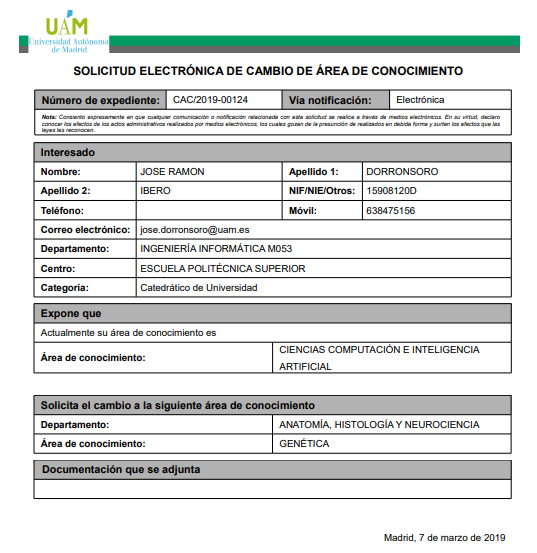 UAM
Universidad Autónoma
de Madrid
SOLICITUD ELECTRÓNICA DE CAMBIO DE ÁREA DE CONOCIMIENTO
Número de expediente: CAC/2019-00124 Vía notificación: Electrónica
Nota: Consiento expresamente en que cualquier comunicación o notificación relacionada con esta solicitud se realice a través de medios electrónicos. En su virtud, declaro
conocer los efectos de los actos administrativos realizados por medios electrónicos, los cuales gozan de la presunción de realizados en debida forma y surten los efectos que las
leyes les reconocen.
Interesado
Nombre: JOSE RAMON Apellido 1: DORRONSORO
Apellido 2: IBERO NIF/NIE/Otros: 15908120D
Teléfono: Móvil: 638475156
Correo electrónico: jose.dorronsoro@uam.es
Departamento: INGENIERÍA INFORMÁTICA M053
Centro: ESCUELA POLITÉCNICA SUPERIOR
Categoría: Catedrático de Universidad
Expone que
Actualmente su área de conocimiento es
Área de conocimiento: CIENCIAS COMPUTACIÓN E INTELIGENCIA
ARTIFICIAL
Solicita el cambio a la siguiente área de conocimiento
Departamento: ANATOMÍA, HISTOLOGÍA Y NEUROCIENCIA
Área de conocimiento: GENÉTICA
Documentación que se adjunta
Madrid, 7 de marzo de 2019